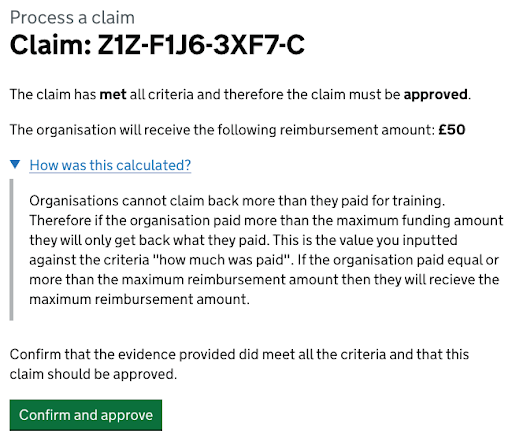 Process a claim
Claim: Z1Z-F1J6-3XF7-C
The claim has met all criteria and therefore the claim must be approved.
The organisation will receive the following reimbursement amount: £50
How was this calculated?
Organisations cannot claim back more than they paid for training.
Therefore if the organisation paid more than the maximum funding amount
they will only get back what they paid. This is the value you inputted
against the criteria "how much was paid". If the organisation paid equal or
more than the maximum reimbursement amount then they will recieve the
maximum reimbursement amount.
Confirm that the evidence provided did meet all the criteria and that this
claim should be approved.
Confirm and approve